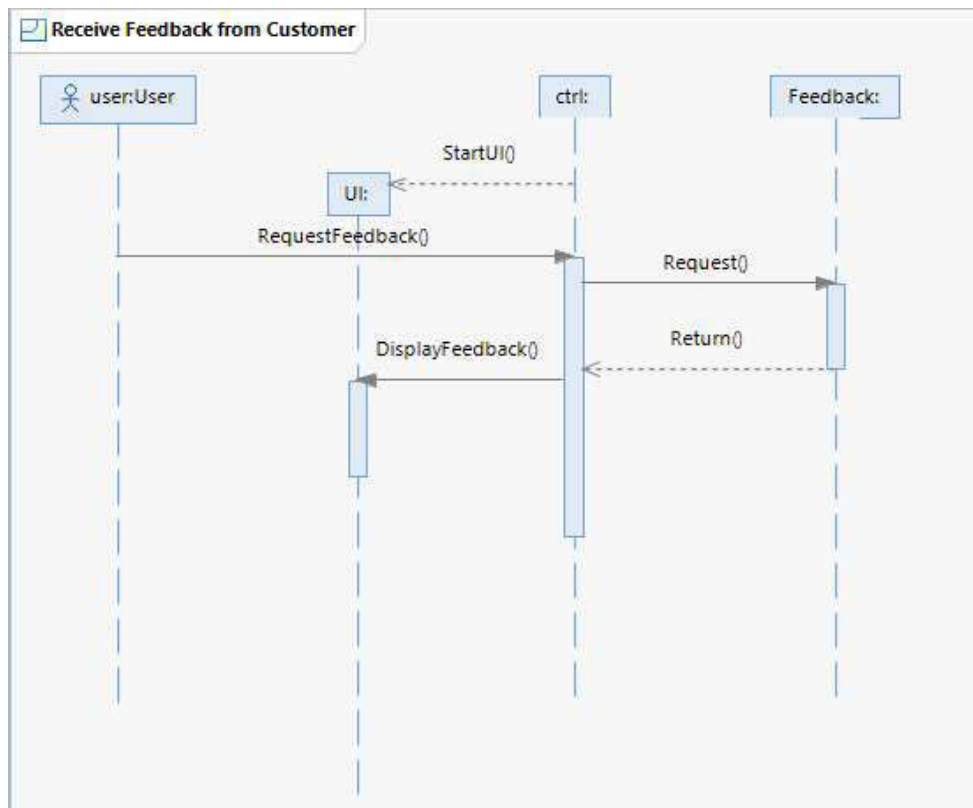 Receive Feedback from Customer
user:User
ctrl:
Feedback:
StartUI()
UI:
RequestFeedback()
Request()
Return()
DisplayFeedback()